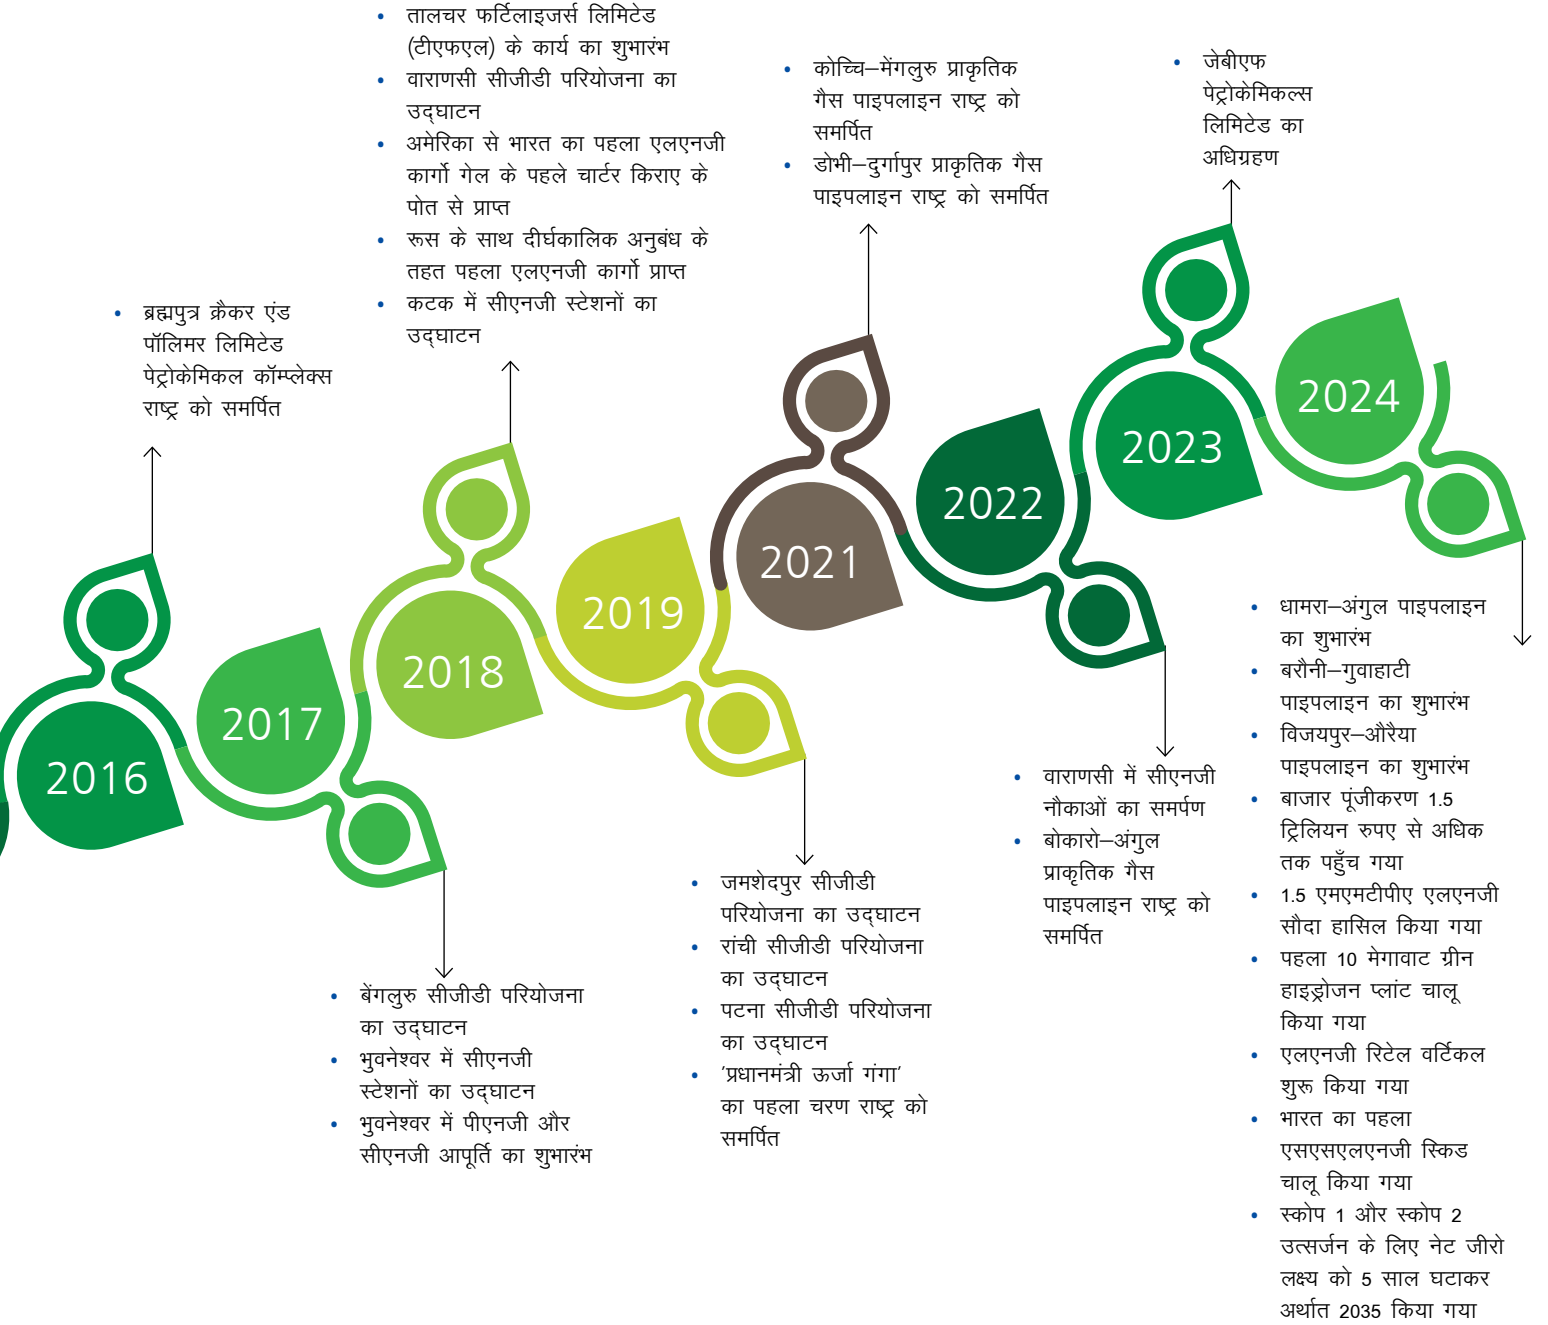 ब्रह्मपुत्र क्रैकर एंड
पॉलिमर लिमिटेड
पेट्रोकेमिकल कॉम्प्लेक्स
राष्ट्र को समर्पित
2016
2017
• बेंगलुरु सीजीडी परियोजना
का उद्घाटन
• भुवनेश्वर में सीएनजी
स्टेशनों का उद्घाटन
• भुवनेश्वर में पीएनजी और
सीएनजी आपूर्ति का शुभारंभ
• तालचर फर्टिलाइजर्स लिमिटेड
(टीएफएल) के कार्य का शुभारंभ
• वाराणसी सीजीडी परियोजना का
उद्घाटन
• अमेरिका से भारत का पहला एलएनजी
कार्गो गेल के पहले चार्टर किराए के
पोत से प्राप्त
• रूस के साथ दीर्घकालिक अनुबंध के
तहत पहला एलएनजी कार्गो प्राप्त
• कटक में सीएनजी स्टेशनों का
उद्घाटन
2018
2019
• जमशेदपुर सीजीडी
परियोजना का उद्घाटन
• रांची सीजीडी परियोजना
का उद्घाटन
• पटना सीजीडी परियोजना
का उद्घाटन
• 'प्रधानमंत्री ऊर्जा गंगा'
का पहला चरण राष्ट्र को
समर्पित
• कोच्चि–मेंगलुरु प्राकृतिक
गैस पाइपलाइन राष्ट्र को
समर्पित
• डोभी–दुर्गापुर प्राकृतिक गैस
पाइपलाइन राष्ट्र को समर्पित
2021
2022
• वाराणसी में सीएनजी
नौकाओं का समर्पण
• बोकारो–अंगुल
प्राकृतिक गैस
पाइपलाइन राष्ट्र को
समर्पित
• जेबीएफ
पेट्रोकेमिकल्स
लिमिटेड का
अधिग्रहण
2023
2024
• धामरा–अंगुल पाइपलाइन
का शुभारंभ
• बरौनी–गुवाहाटी
पाइपलाइन का शुभारंभ
• विजयपुर–औरैया
पाइपलाइन का शुभारंभ
• बाजार पूंजीकरण 1.5
ट्रिलियन रुपए से अधिक
तक पहुँच गया
• 1.5 एमएमटीपीए एलएनजी
सौदा हासिल किया गया
• पहला 10 मेगावाट ग्रीन
हाइड्रोजन प्लांट चालू
किया गया
• एलएनजी रिटेल वर्टिकल
शुरू किया गया
• भारत का पहला
एसएसएलएनजी स्किड
चालू किया गया
• स्कोप 1 और स्कोप 2
उत्सर्जन के लिए नेट जीरो
लक्ष्य को 5 साल घटाकर
अर्थात 2035 किया गया